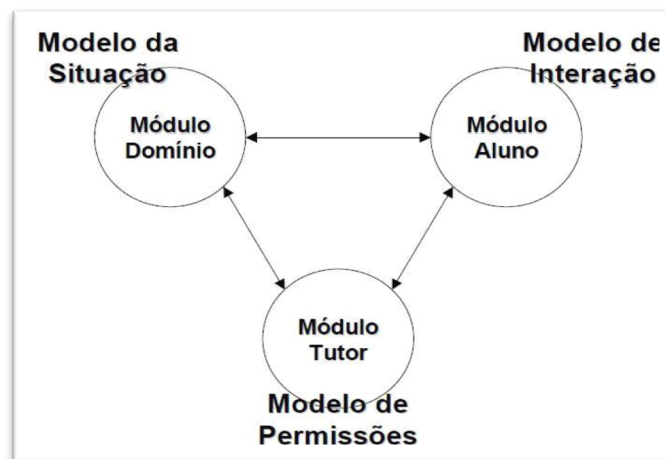 Modelo da
Situação
Modelo de
Interação
Módulo
Domínio
Módulo
Aluno
Módulo
Tutor
Modelo de
Permissões